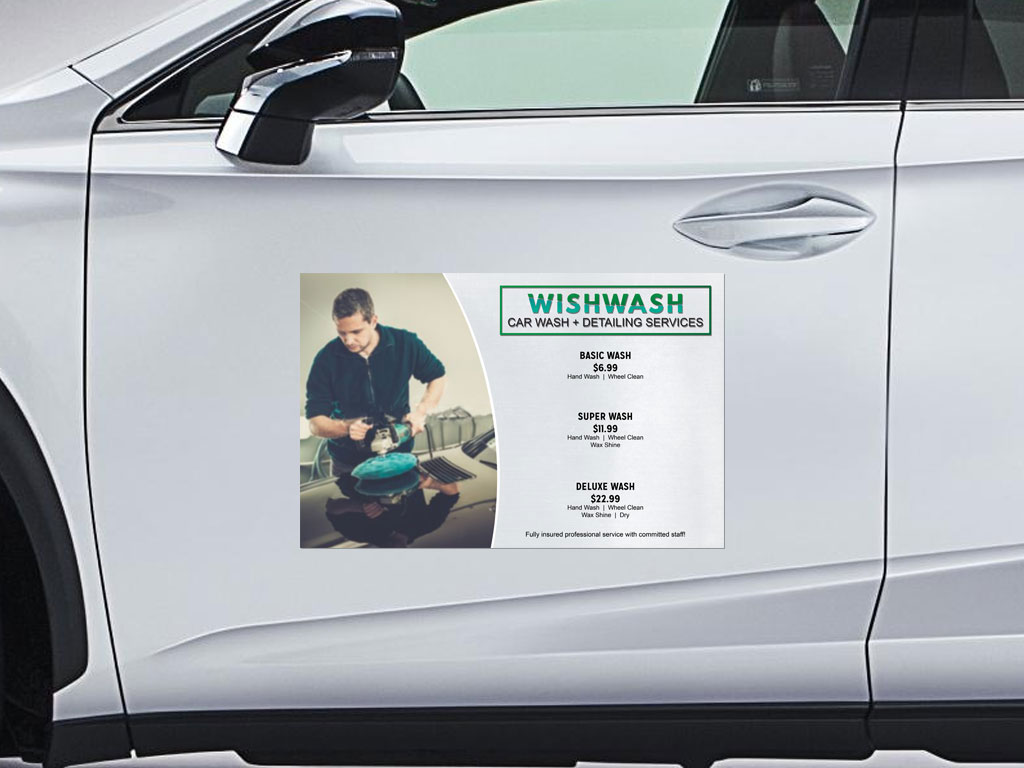 WISHWASH
CAR WASH + DETAILING SERVICES
BASIC WASH
$6.99
Hand Wash | Wheel Clean
SUPER WASH
$11.99
Hand Wash | Wheel Clean
Wax Shine
DELUXE WASH
$22.99
Hand Wash | Wheel Clean
Wax Shine | Dry
Fully insured professional service with committed staff!